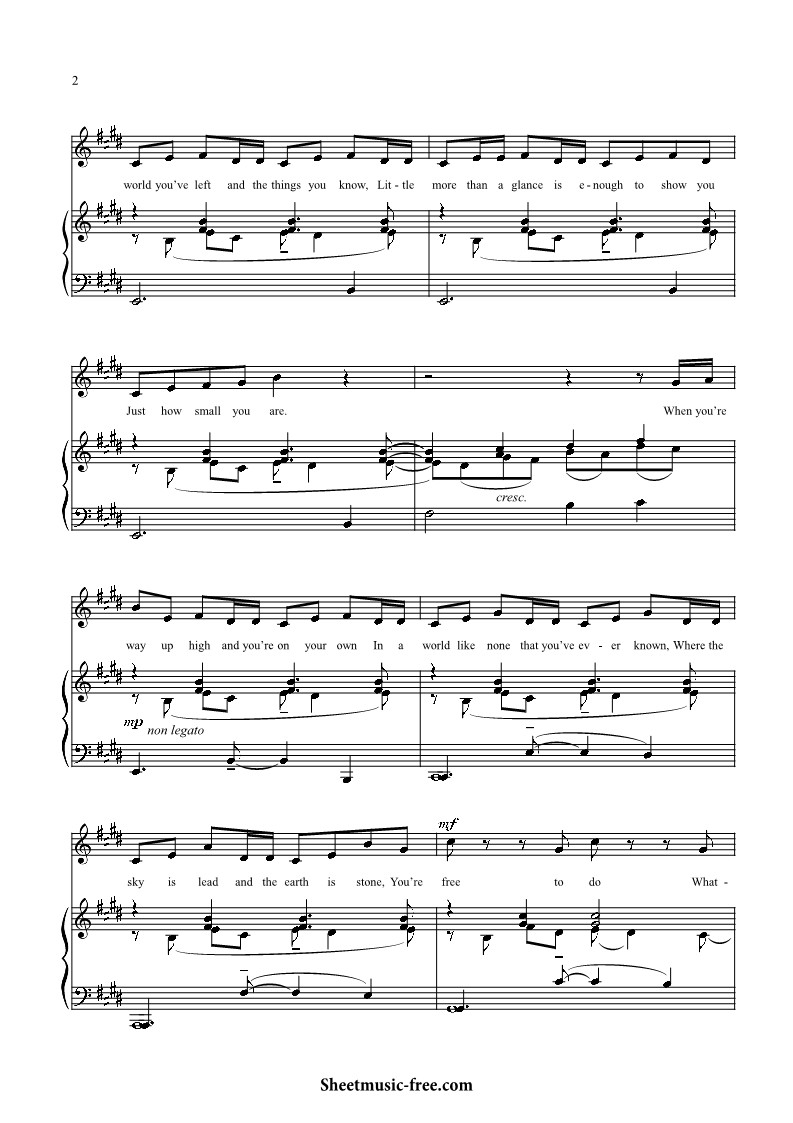 2
world you've left and the things you know, Lit - tle more than a glance is e - nough to show you
Just how small you are. When you're
cresc.
way up high and you're on your own In a world like none that you've ev - er known, Where the
mp non legato
mf
sky is lead and the earth is stone, You're free to do What -
Sheetmusic-free.com